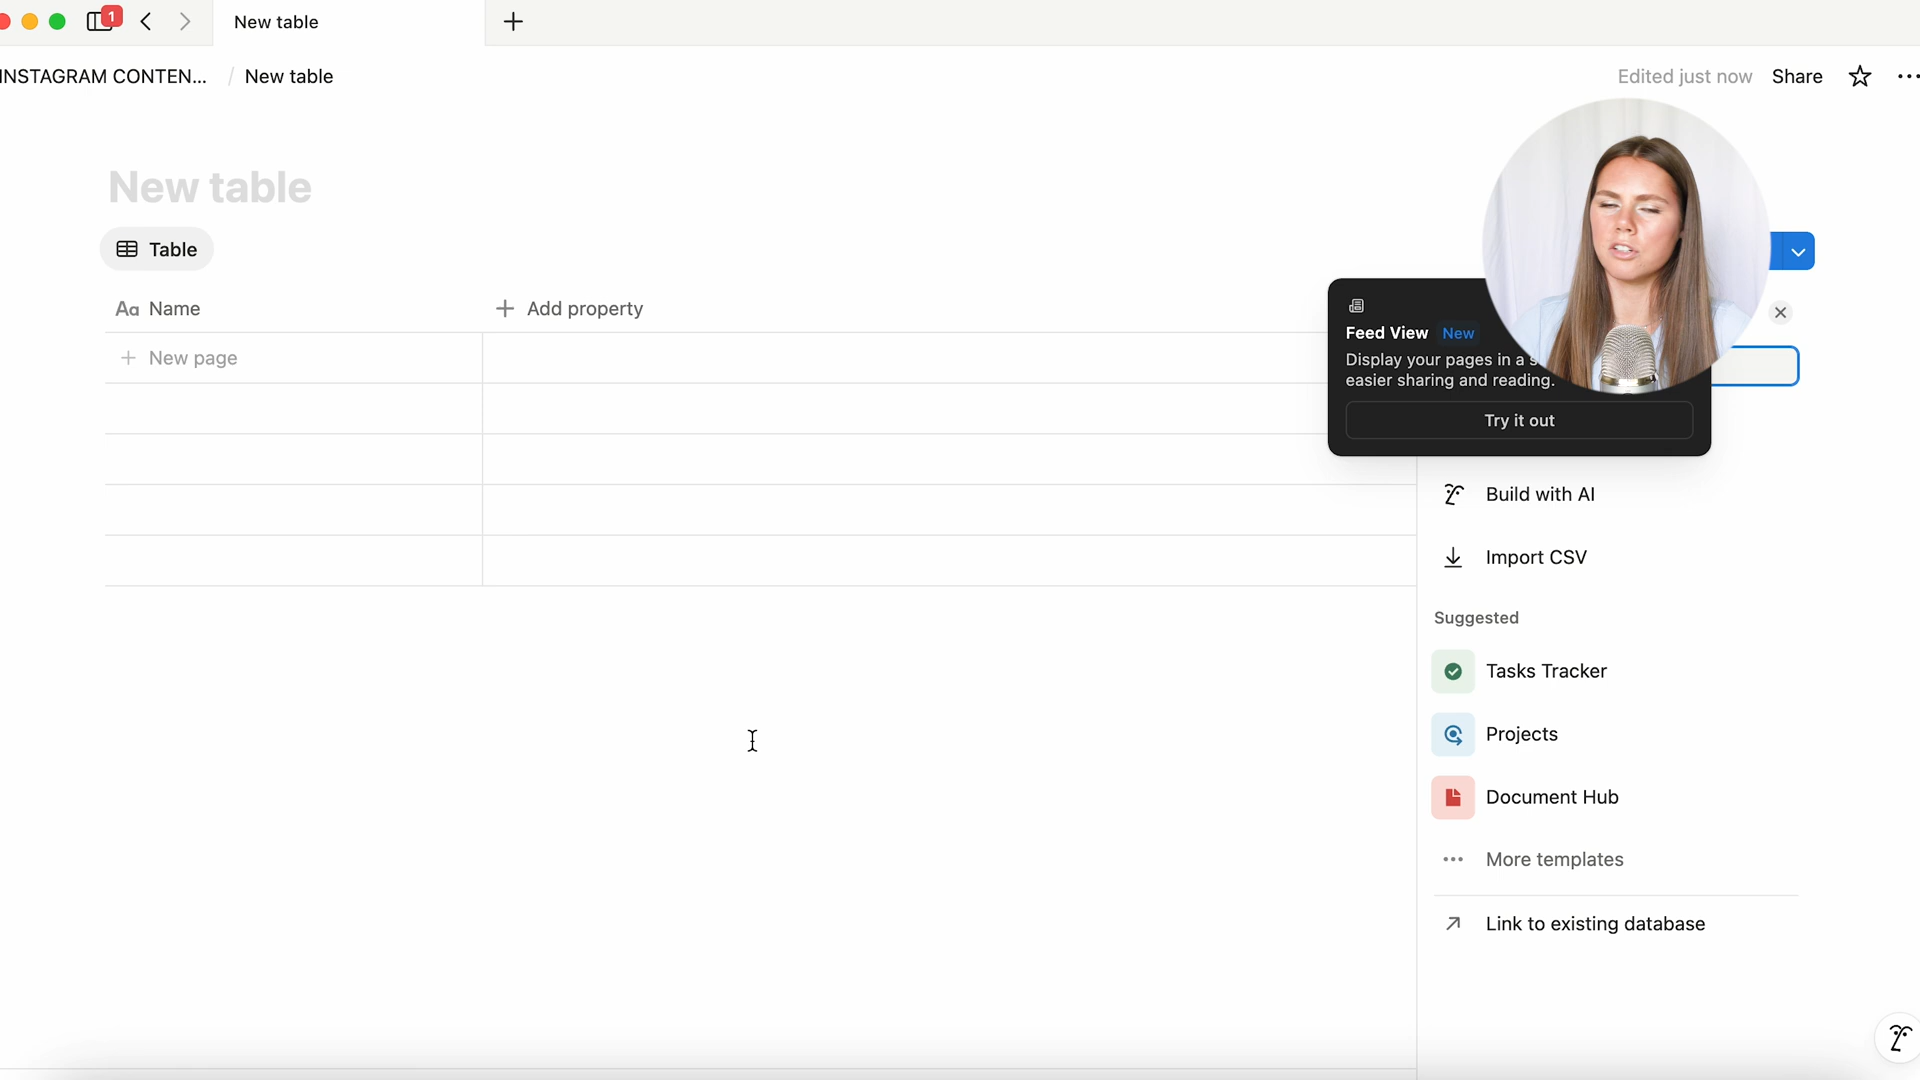 1
New table
INSTAGRAM CONTEN... / New table
Edited just now Share
New table
Table
Aa Name
Add property
New page
Feed View New
Display your pages in a
easier sharing and reading.
Try it out
Build with AI
Import CSV
Suggested
Tasks Tracker
Projects
Document Hub
More templates
Link to existing database